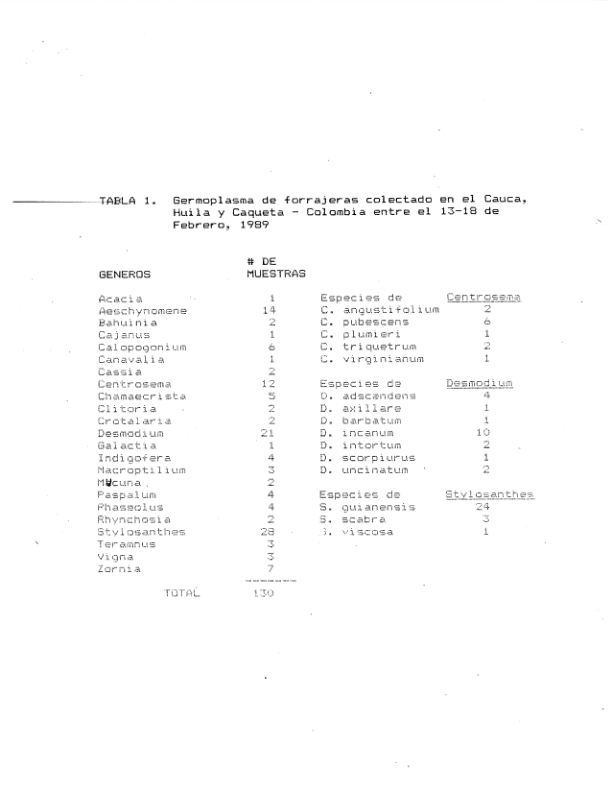 TABLA 1. Germoplasma de forrajeras colectado en el Cauca,
Huila y Caqueta - Colombia entre el 13-18 de
Febrero, 1989
# DE
GENEROS MUESTRAS
Acacia 1 Especies de Centrosema
Aeschynomene 14 C. angustifolium 2
Bahuinia 2 C. pubescens 6
Cajanus 1 C. plumieri 1
Calopogonium 6 C. triquetrum 2
Canavalia 1 C. virginianum 1
Cassia 2
Centrosema 12 Especies de Desmodium
Chamaecrista 5 D. adscendens 4
Clitoria 2 D. axillare 1
Crotalaria 2 D. barbatum 1
Desmodium 21 D. incanum 10
Galactia 1 D. intortum 2
Indigofera 4 D. scorpiurus 1
Macroptilium 3 D. uncinatum 2
Mucuna 2
Paspalum 4 Especies de Stylosanthes
Phaseolus 4 S. guianensis 24
Rhynchosia 2 S. scabra 3
Stylosanthes 28 S. viscosa 1
Teramnus 3
Vigna 3
Zornia 7
-------
TOTAL 130